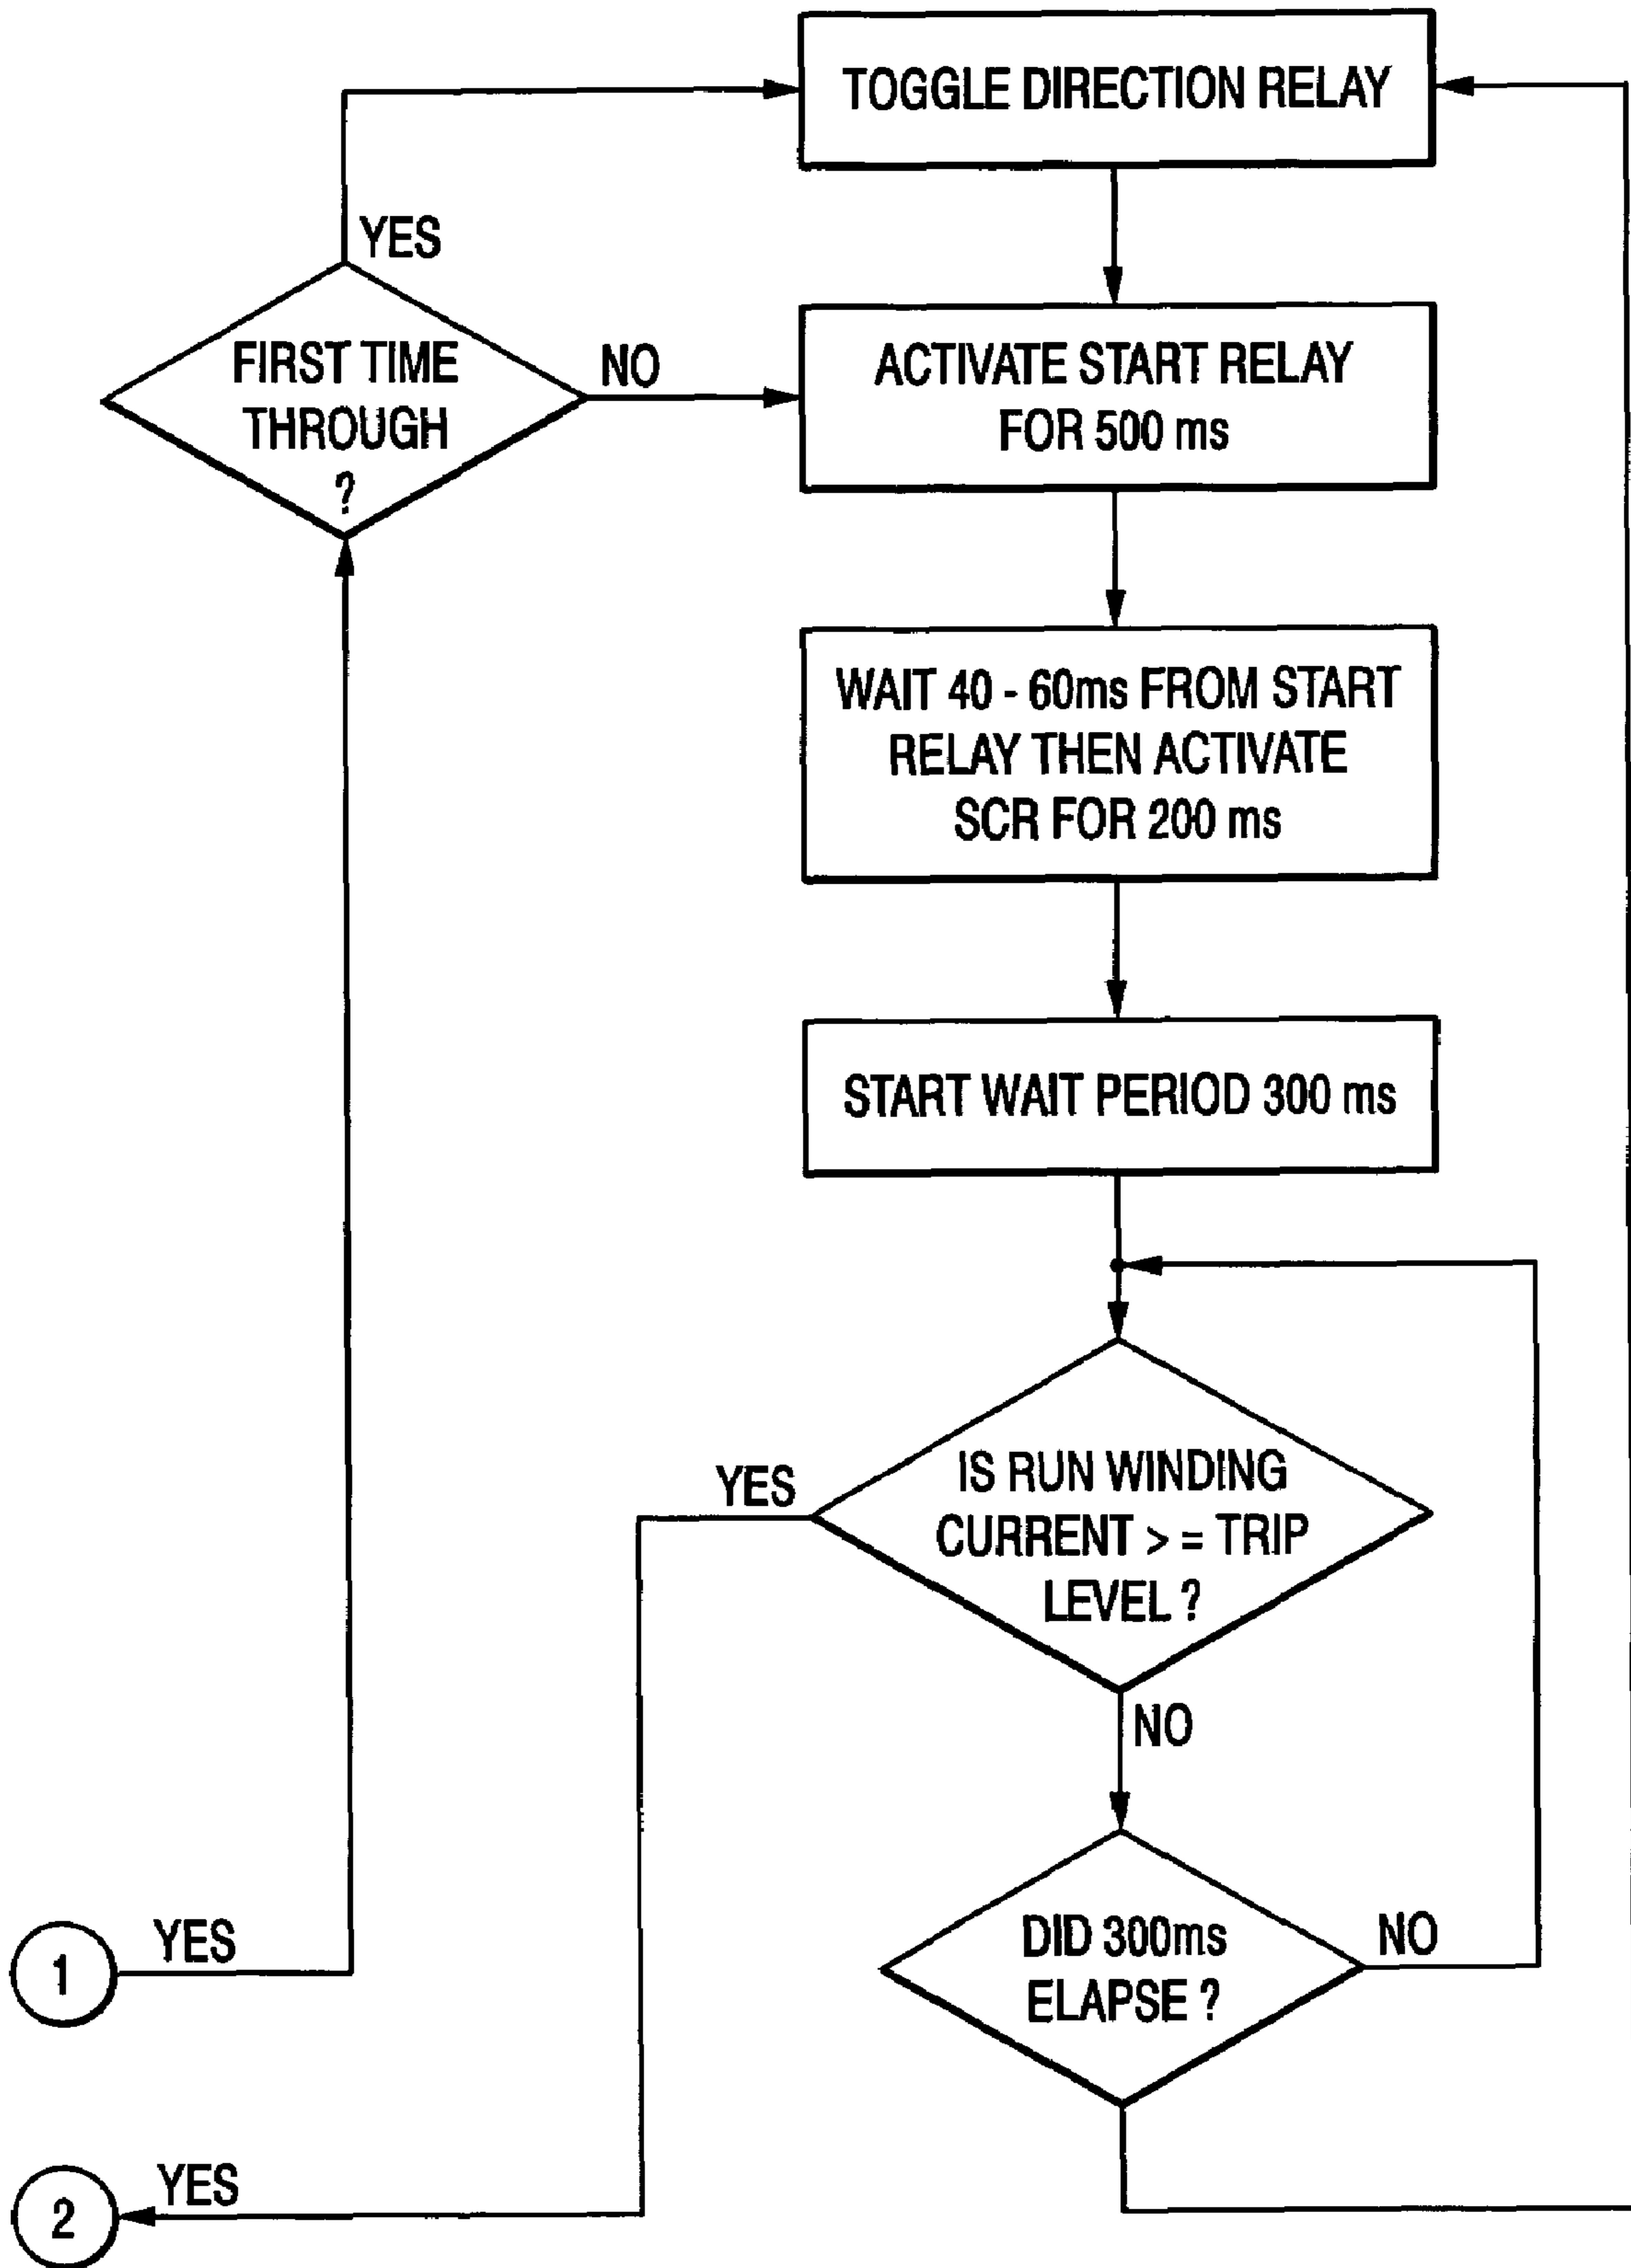 TOGGLE DIRECTION RELAY
YES
FIRST TIME
THROUGH
?
NO
ACTIVATE START RELAY
FOR 500 ms
WAIT 40 - 60ms FROM START
RELAY THEN ACTIVATE
SCR FOR 200 ms
START WAIT PERIOD 300 ms
YES
IS RUN WINDING
CURRENT > = TRIP
LEVEL ?
NO
DID 300ms
ELAPSE ?
NO
1
YES
2
YES